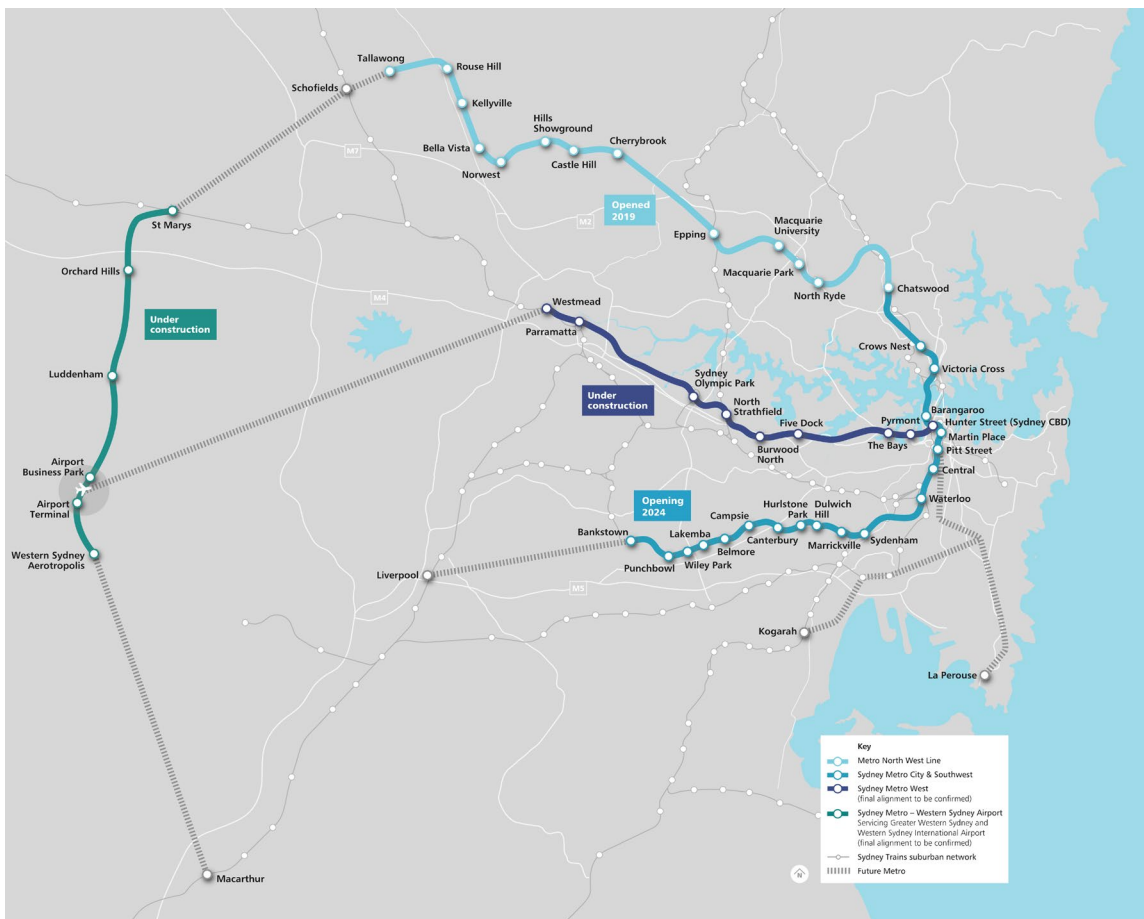 Tallawong
Rouse Hill
Schofields
Kellyville
Hills
Showground
Cherrybrook
M7
Bella Vista
Castle Hill
Norwest
Opened
2019
St Marys
M2
Macquarie
University
Epping
Orchard Hills
Macquarie Park
North Ryde
Chatswood
M4
Westmead
Under
construction
Parramatta
Crows Nest
Luddenham
Victoria Cross
Sydney
Olympic Park
Under
construction
North
Strathfield
Barangaroo
Five Dock
Pyrmont
Hunter Street (Sydney CBD)
Martin Place
The Bays
Burwood
North
Pitt Street
Airport
Business Park
Central
Airport
Terminal
Opening
2024
Waterloo
Hurlstone
Park
Dulwich
Hill
Campsie
Bankstown
Lakemba
Canterbury
Marrickville
Sydenham
Belmore
Western Sydney
Aerotropolis
Punchbowl
Wiley Park
Liverpool
M5
Kogarah
La Perouse
Key
Metro North West Line
Sydney Metro City & Southwest
Sydney Metro West
(final alignment to be confirmed)
Sydney Metro – Western Sydney Airport
Servicing Greater Western Sydney and
Western Sydney International Airport
(final alignment to be confirmed)
Sydney Trains suburban network
Future Metro
N
Macarthur